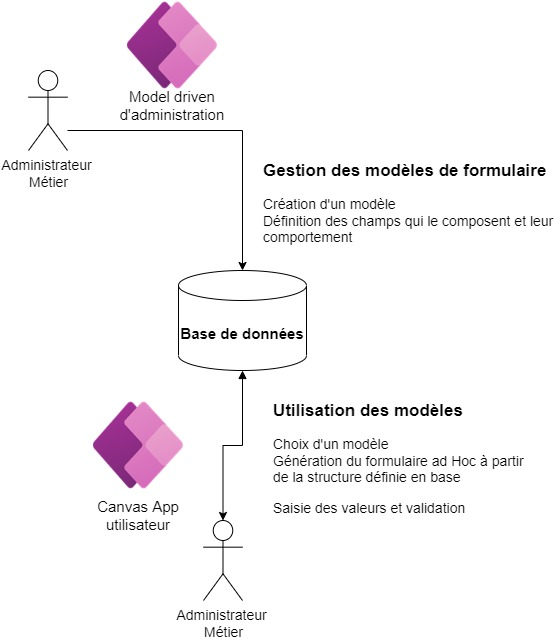 Model driven
d'administration
Administrateur
Métier
Gestion des modèles de formulaire
Création d'un modèle
Définition des champs qui le composent et leur
comportement
Base de données
Utilisation des modèles
Choix d'un modèle
Génération du formulaire ad Hoc à partir
de la structure définie en base
Saisie des valeurs et validation
Canvas App
utilisateur
Administrateur
Métier